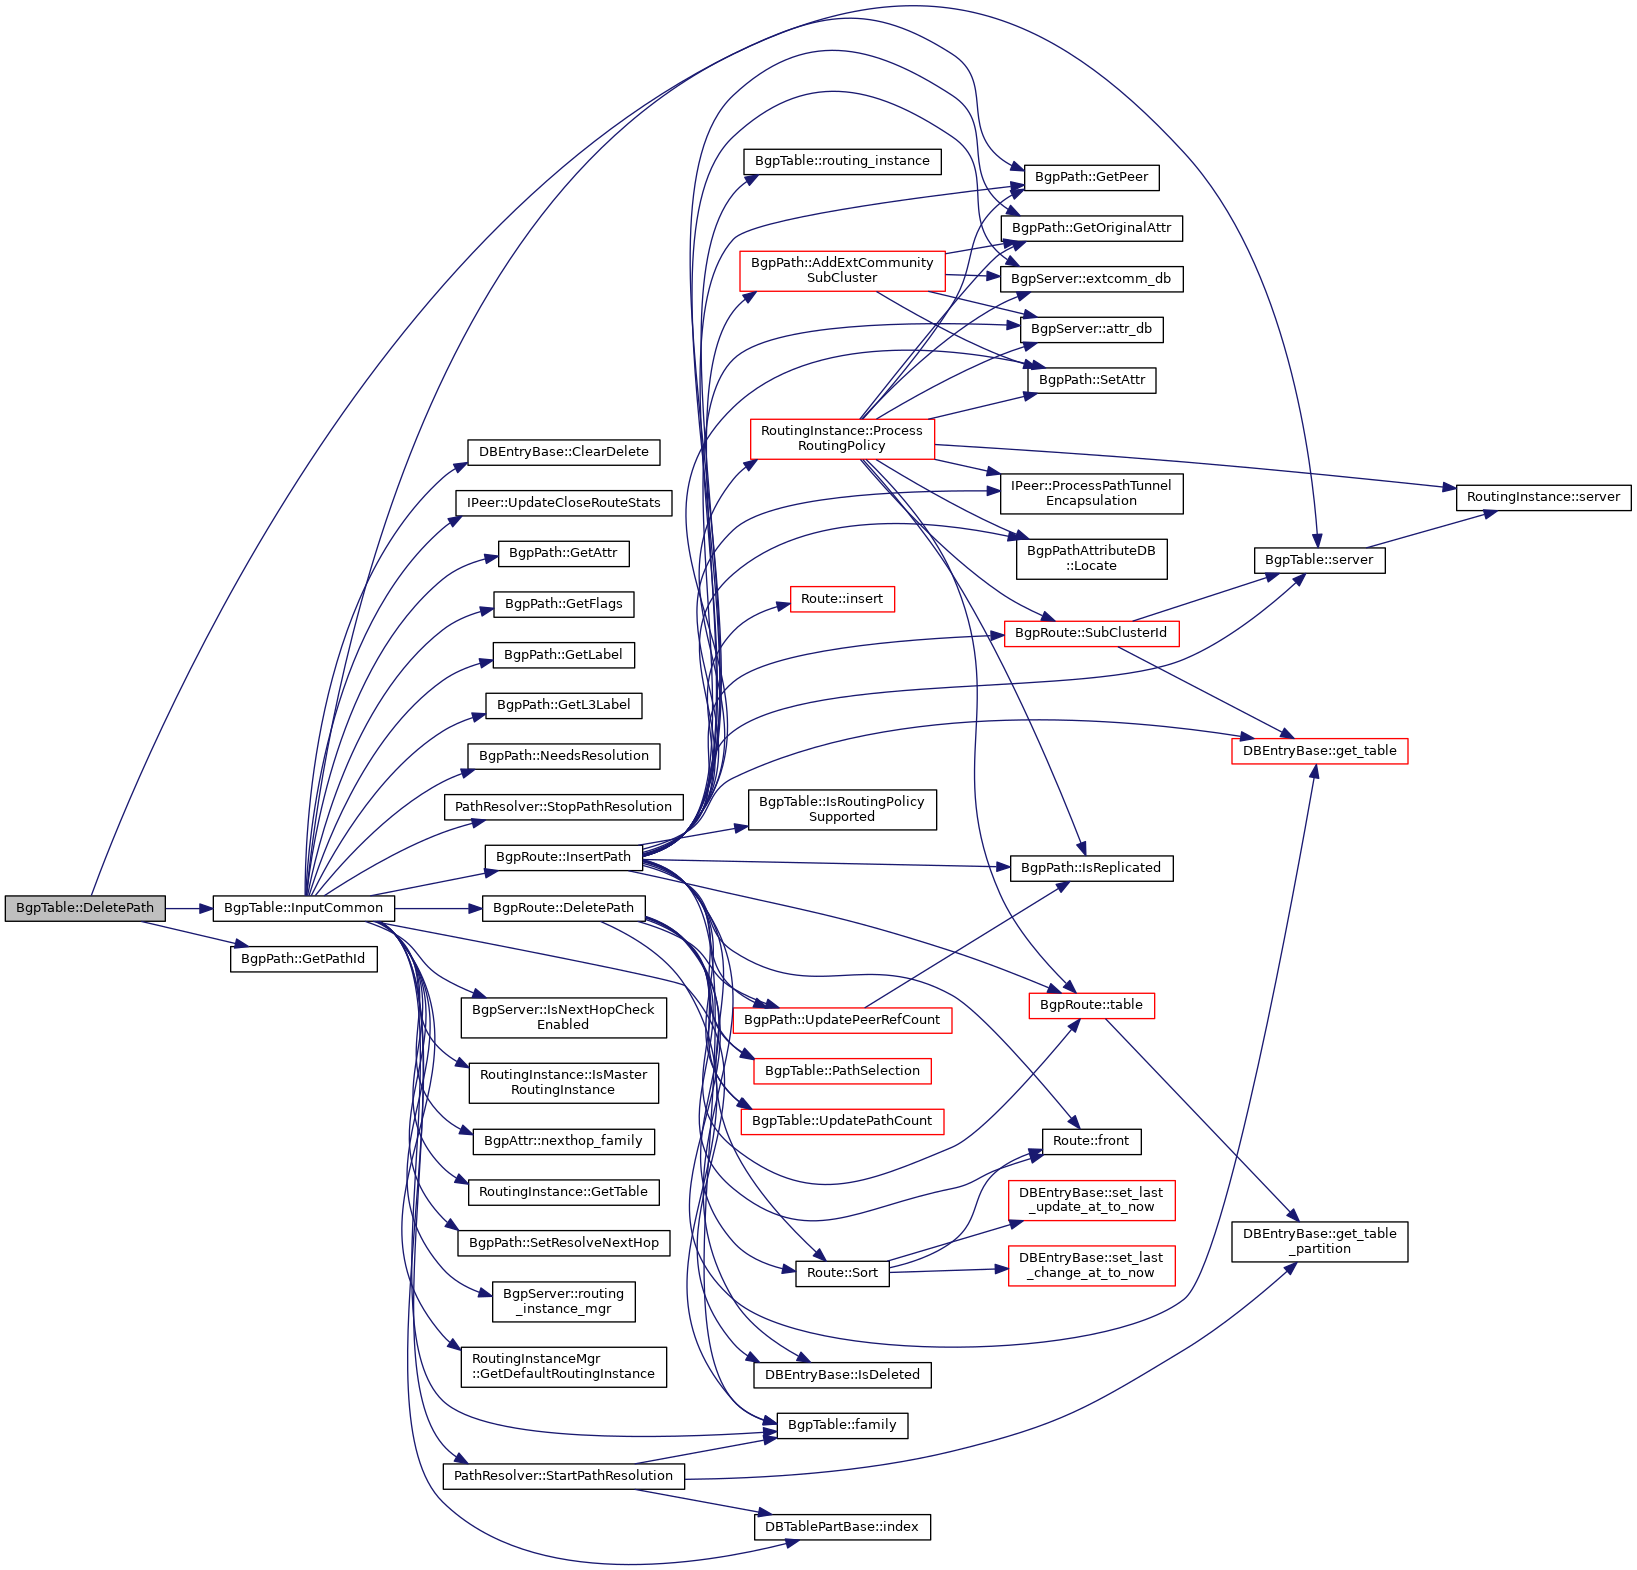 BgpTable::DeletePath
BgpTable::InputCommon
BgpPath::GetPathId
DBEntryBase::ClearDelete
IPeer::UpdateCloseRouteStats
BgpPath::GetAttr
BgpPath::GetFlags
BgpPath::GetLabel
BgpPath::GetL3Label
BgpPath::NeedsResolution
PathResolver::StopPathResolution
BgpRoute::InsertPath
BgpRoute::DeletePath
BgpServer::IsNextHopCheck
Enabled
RoutingInstance::IsMaster
RoutingInstance
BgpAttr::nexthop_family
RoutingInstance::GetTable
BgpPath::SetResolveNextHop
BgpServer::routing
_instance_mgr
RoutingInstanceMgr
::GetDefaultRoutingInstance
PathResolver::StartPathResolution
BgpTable::routing_instance
BgpPath::AddExtCommunity
SubCluster
RoutingInstance::Process
RoutingPolicy
Route::insert
BgpTable::IsRoutingPolicy
Supported
BgpPath::UpdatePeerRefCount
BgpTable::PathSelection
BgpTable::UpdatePathCount
Route::Sort
DBEntryBase::IsDeleted
BgpTable::family
DBTablePartBase::index
BgpPath::GetPeer
BgpPath::GetOriginalAttr
BgpServer::extcomm_db
BgpServer::attr_db
BgpPath::SetAttr
IPeer::ProcessPathTunnel
Encapsulation
BgpPathAttributeDB
::Locate
BgpRoute::SubClusterId
BgpPath::IsReplicated
BgpRoute::table
Route::front
DBEntryBase::set_last
_update_at_to_now
DBEntryBase::set_last
_change_at_to_now
BgpTable::server
DBEntryBase::get_table
DBEntryBase::get_table
_partition
RoutingInstance::server